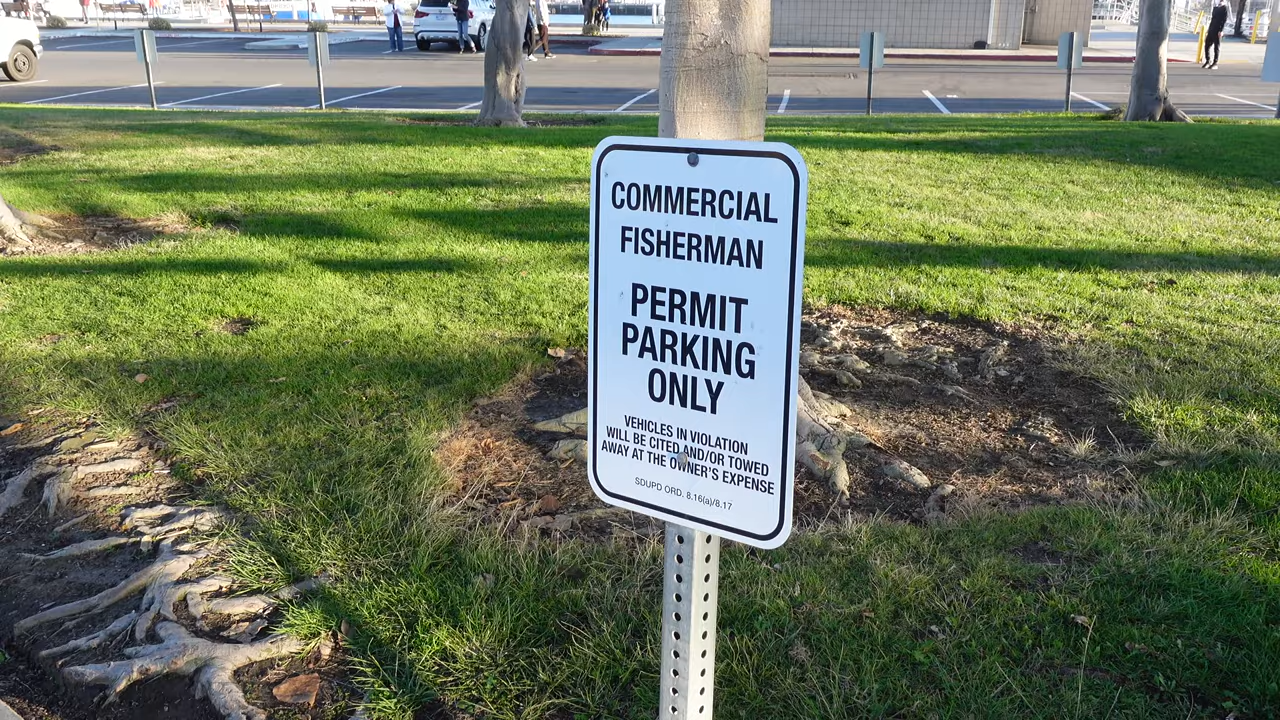 COMMERCIAL
FISHERMAN
PERMIT
PARKING
ONLY
VEHICLES IN VIOLATION
WILL BE CITED AND/OR TOWED
AWAY AT THE OWNER'S EXPENSE
SDUPD ORD. 8.16(a)/8.17